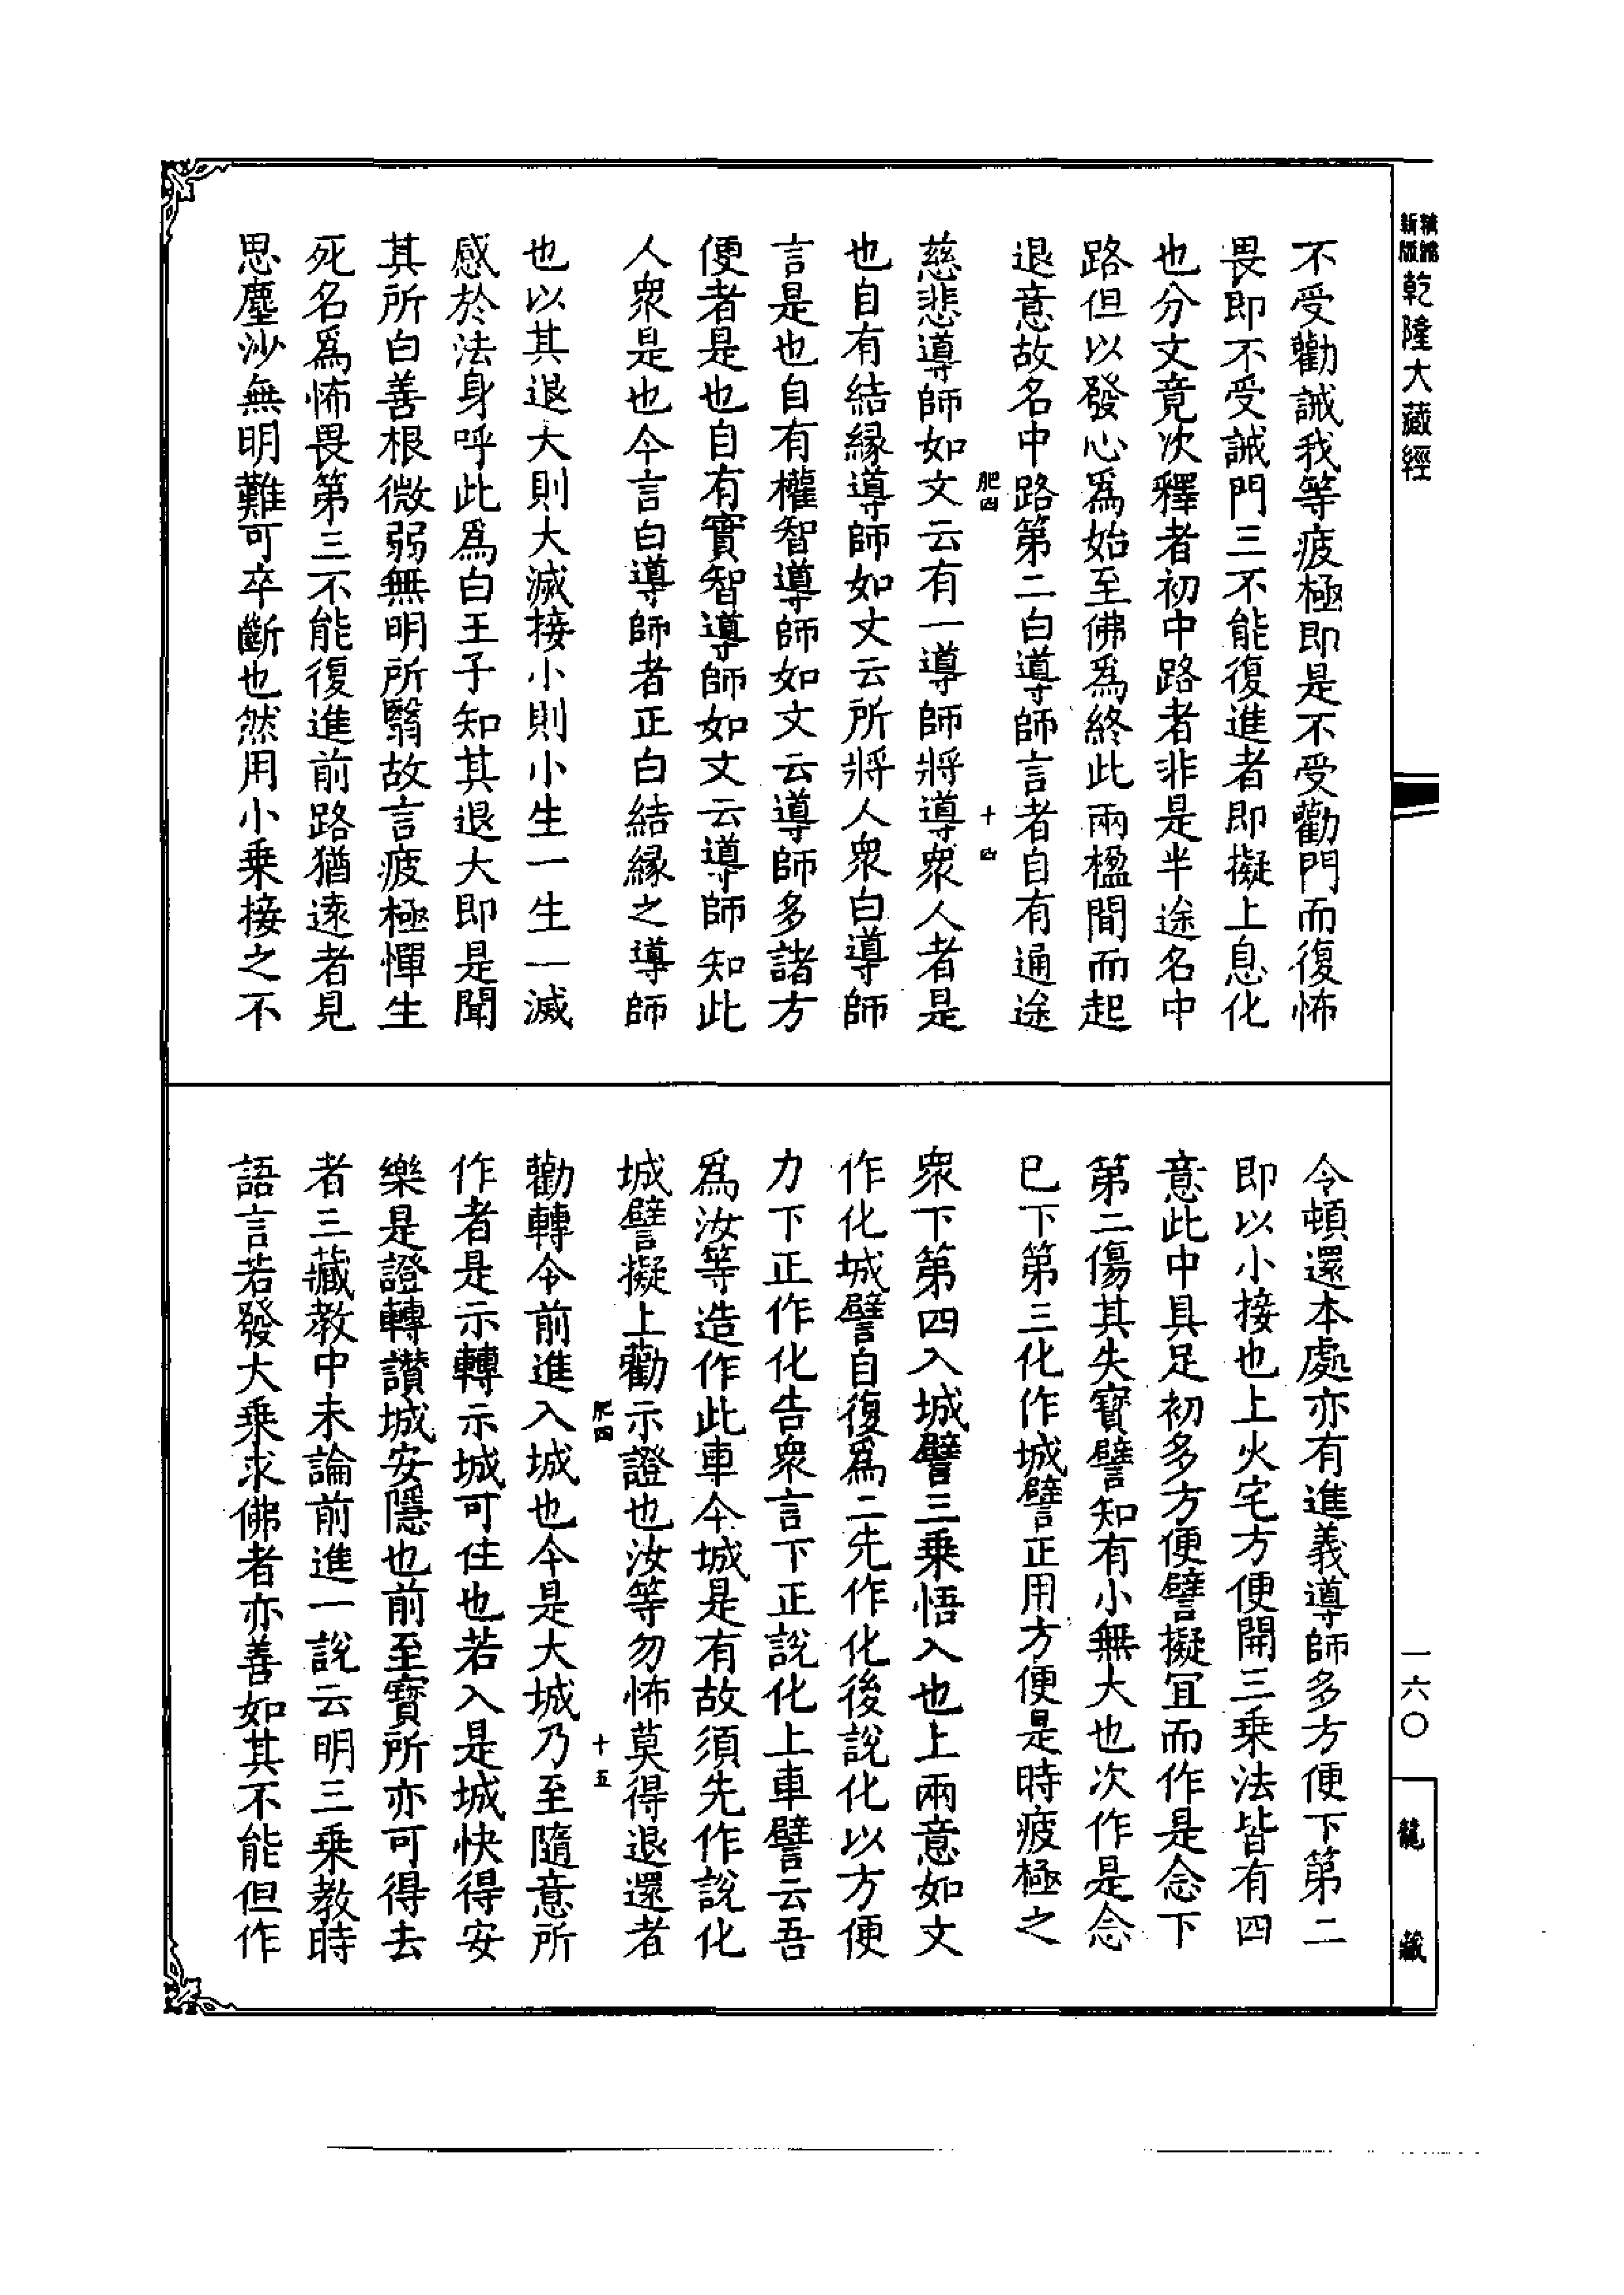 新編
縮版
乾隆大藏經
不受勸誡我等疲極即是不受勸門而復怖
畏即不受誡門三不能復進者即擬上息化
也分文竟次釋者初中路者非是半途名中
路但以發心為始至佛為終此兩楹間而起
退意故名中路第二白導師言者自有通途
肥四
十四
慈悲導師如文云有一導師將導衆人者是
也自有結緣導師如文云所將人衆白導師
言是也自有權智導師如文云導師多諸方
便者是也自有實智導師如文云導師知此
人衆是也今言白導師者正白結緣之導師
也以其退大則大滅接小則小生一生一滅
感於法身呼此為白王子知其退大即是聞
其所白善根微弱無明所翳故言疲極憚生
死名為怖畏第三不能復進前路猶遠者見
思塵沙無明難可卒斷也然用小乗接之不
令頓還本處亦有進義導師多方便下第二
即以小接也上火宅方便開三乗法皆有四
意此中具足初多方便譬擬冝而作是念下
第二傷其失寶譬知有小無大也次作是念
已下第三化作城譬正用方便是時疲極之
衆下第四入城譬三乗悟入也上兩意如文
作化城譬自復為二先作化後說化以方便
力下正作化告衆言下正說化上車譬云吾
為汝等造作此車今城是有故須先作說化
城譬擬上勸示證也汝等勿怖莫得退還者
肥四
十五
勸轉令前進入城也今是大城乃至隨意所
作者是示轉示城可住也若入是城快得安
樂是證轉讃城安隱也前至寳所亦可得去
者三藏教中未論前進一說云明三乗教時
語言若發大乗求佛者亦善如其不能但作
一六〇
龍藏